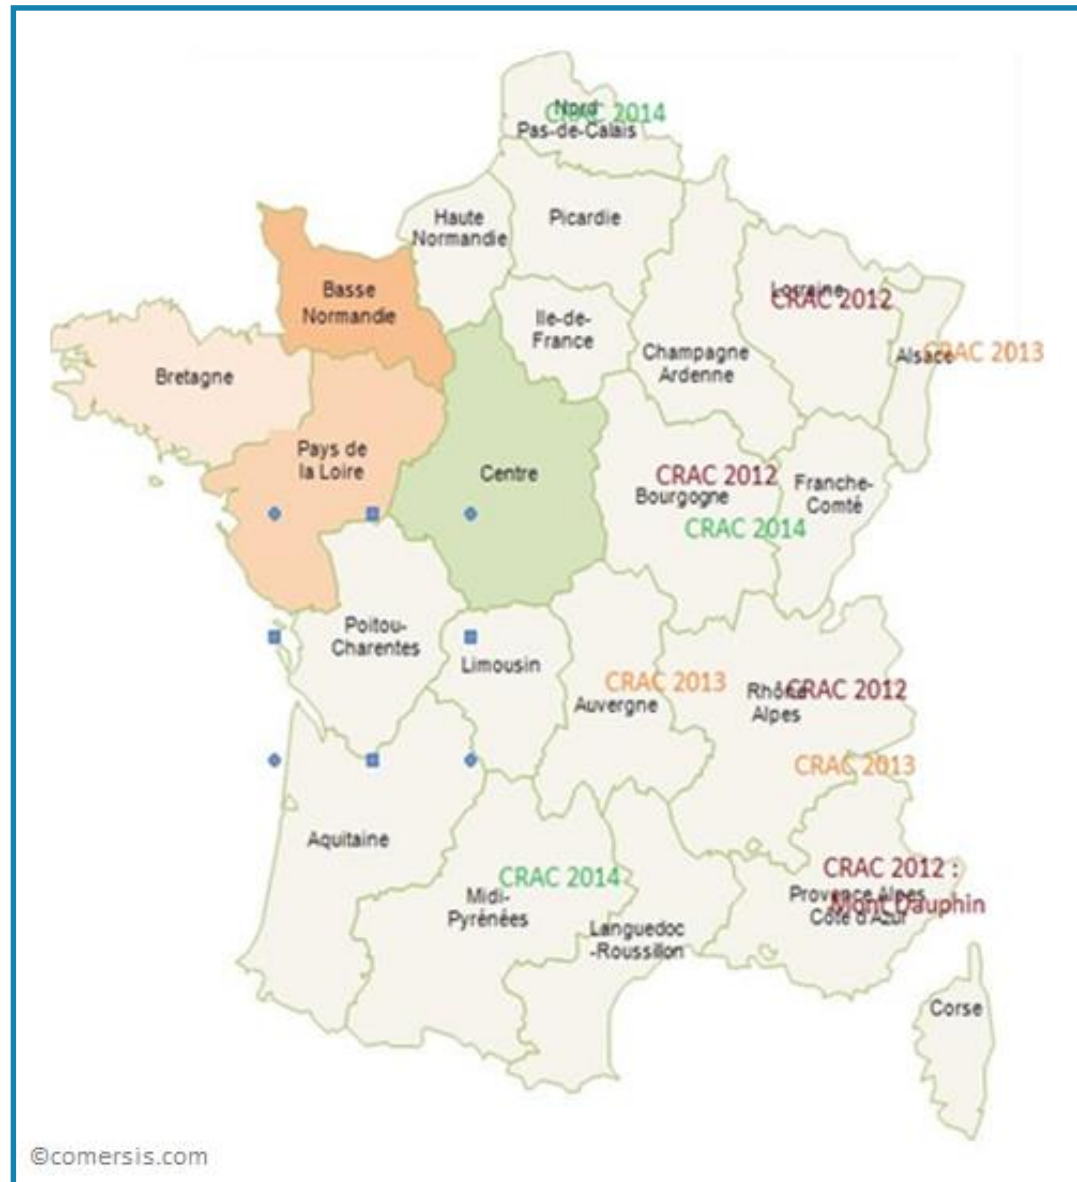 Nord
CRAC 2014
Pas-de-Calais
Haute
Normandie
Picardie
Basse
Normandie
Ile-de-
France
Lorraine
CRAC 2012
Bretagne
Champagne
Ardenne
Alsace
CRAC 2013
Pays de
la Loire
Centre
CRAC 2012
Bourgogne
CRAC 2014
Franche-
Comté
Poitou-
Charentes
Limousin
CRAC 2013
Auvergne
Rhône
Alpes
CRAC 2012
CRAC 2013
Aquitaine
CRAC 2014
Midi-
Pyrénées
CRAC 2012 :
Mont Dauphin
Provence Alpes
Côte d'Azur
Languedoc
-Roussillon
Corse
©comersis.com